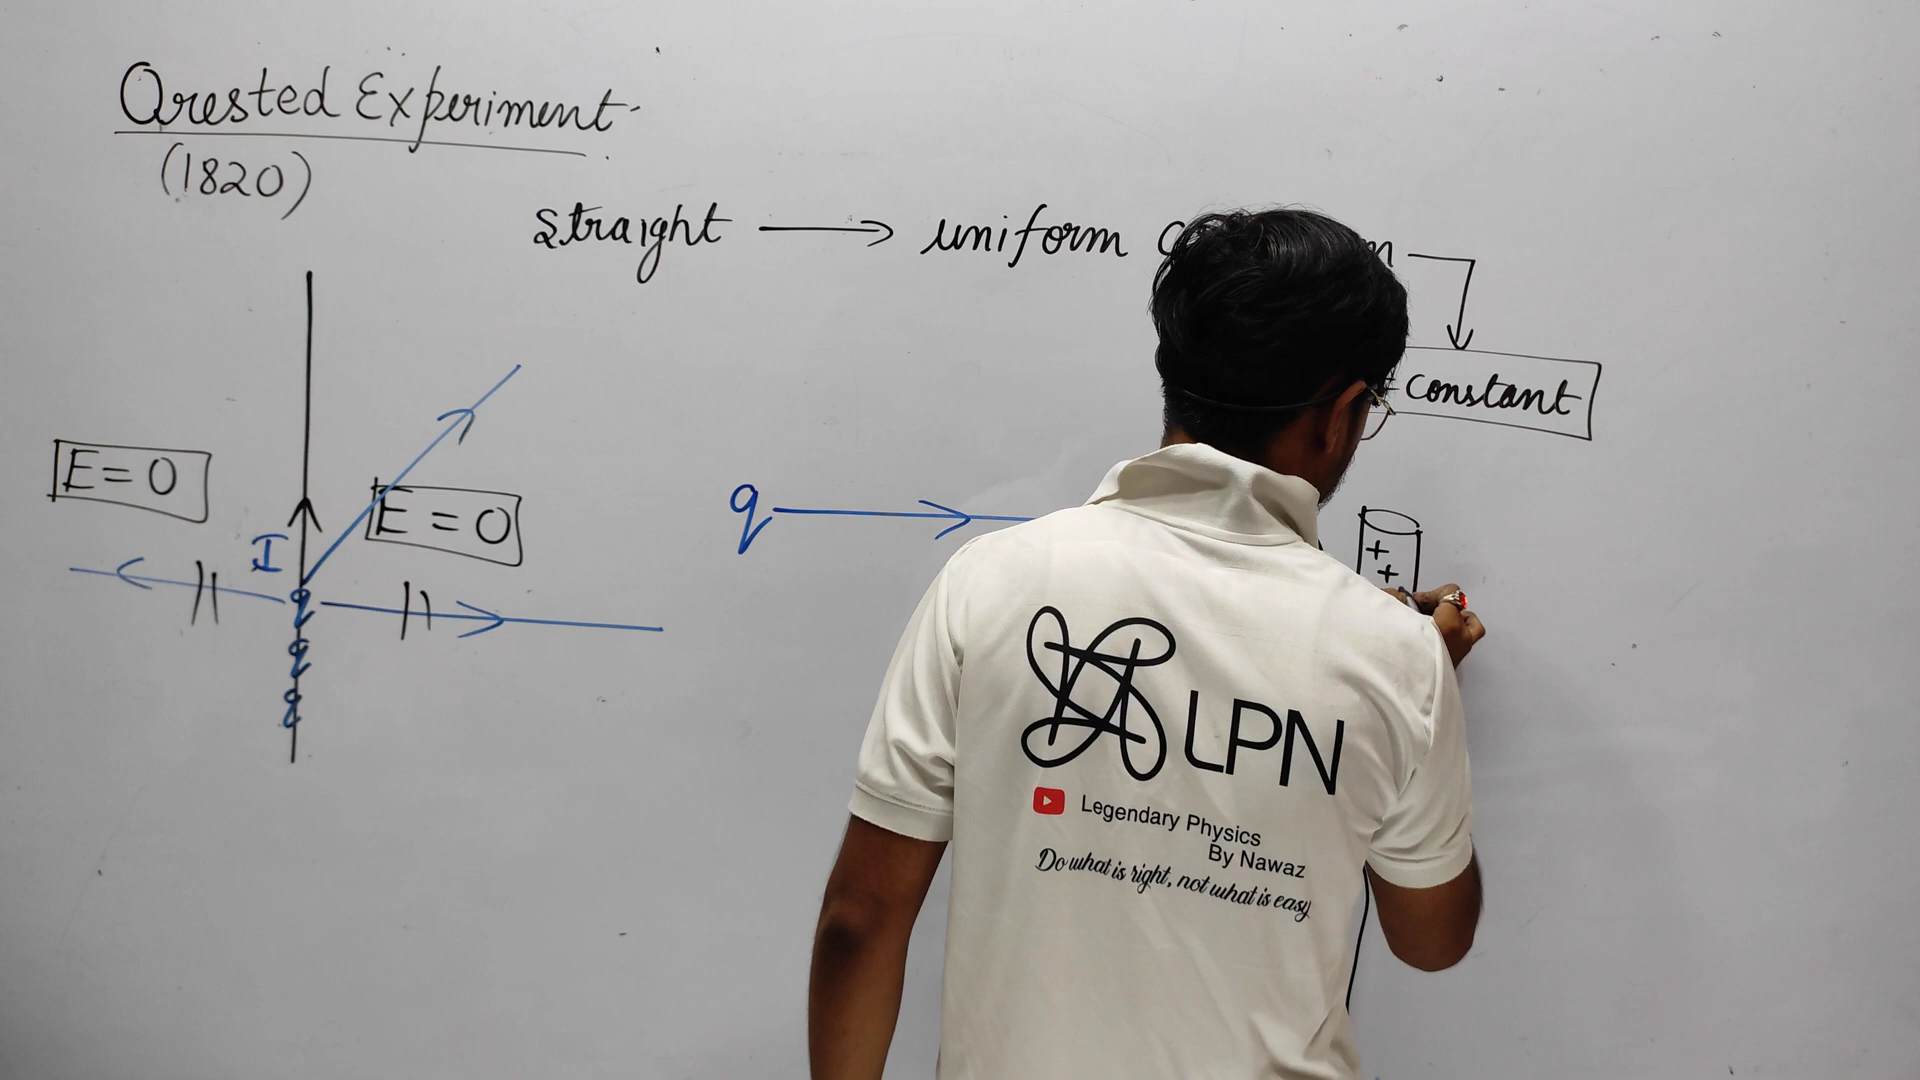 Orested Experiment
(1820)
straight → uniform
constant
E = 0
E = 0
I
q
q
q
q
+
+
LPN
Legendary Physics
By Nawaz
Do what is right, not what is easy